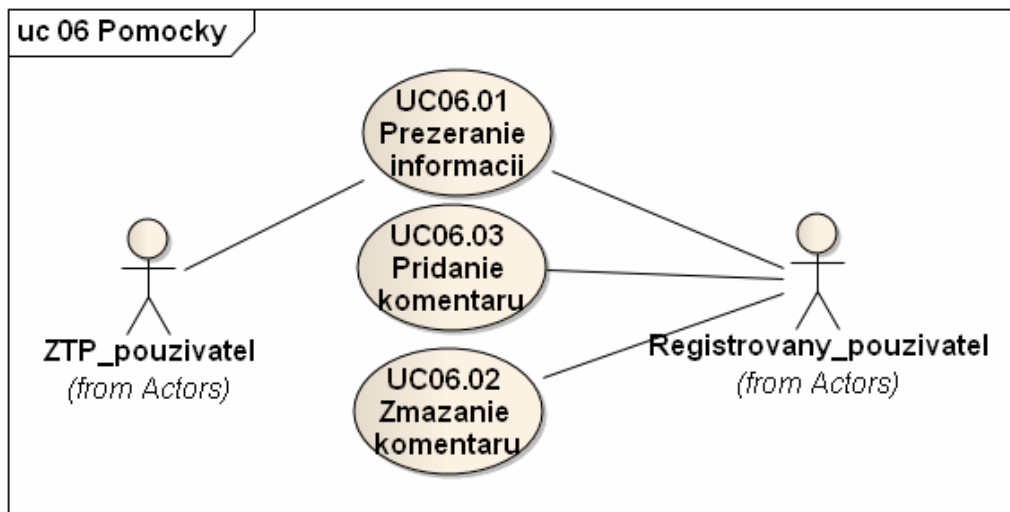 uc 06 Pomocky
UC06.01
Prezeranie
informacii
UC06.03
Pridanie
komentaru
ZTP_pouzivatel
(from Actors)
Registrovany_pouzivatel
(from Actors)
UC06.02
Zmazanie
komentaru